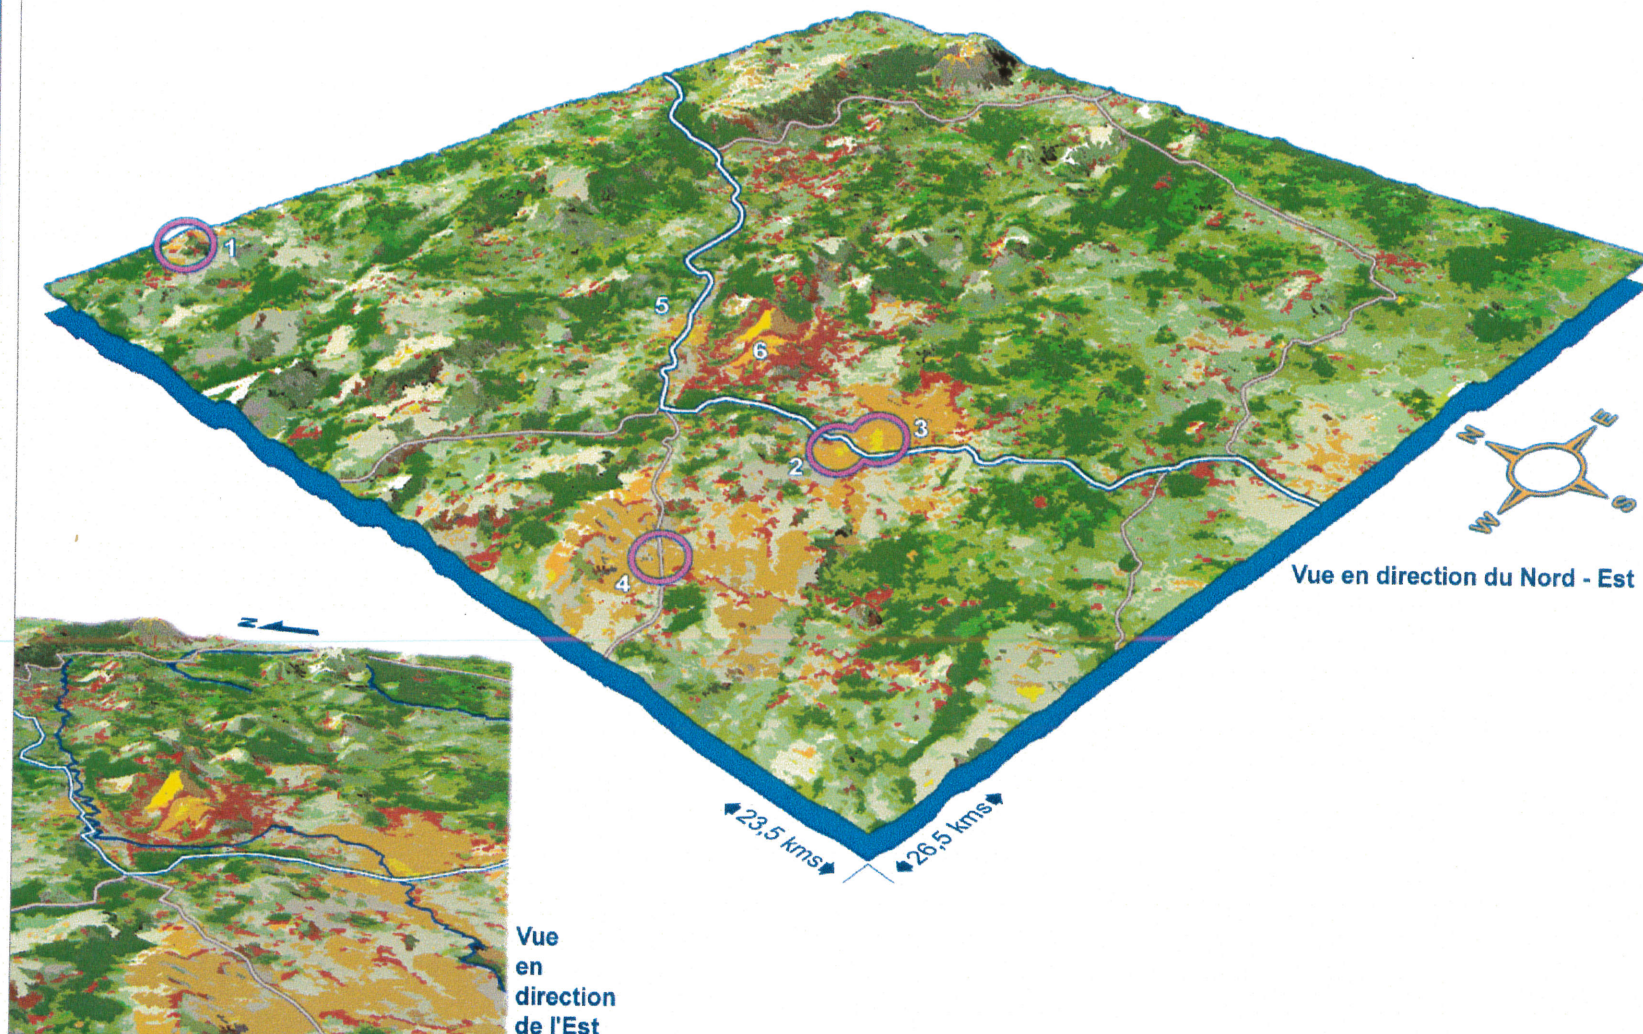 1
5
6
3
2
4
N
E
W
S
Vue en direction du Nord - Est
N
23,5 kms
26,5 kms
Vue
en
direction
de l'Est